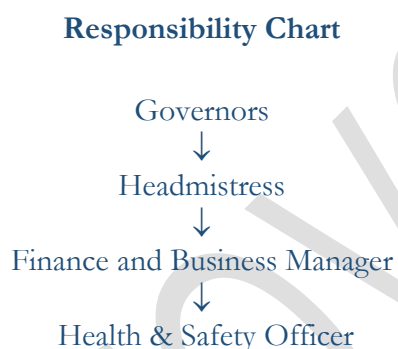 Responsibility Chart
Governors
↓
Headmistress
↓
Finance and Business Manager
↓
Health & Safety Officer